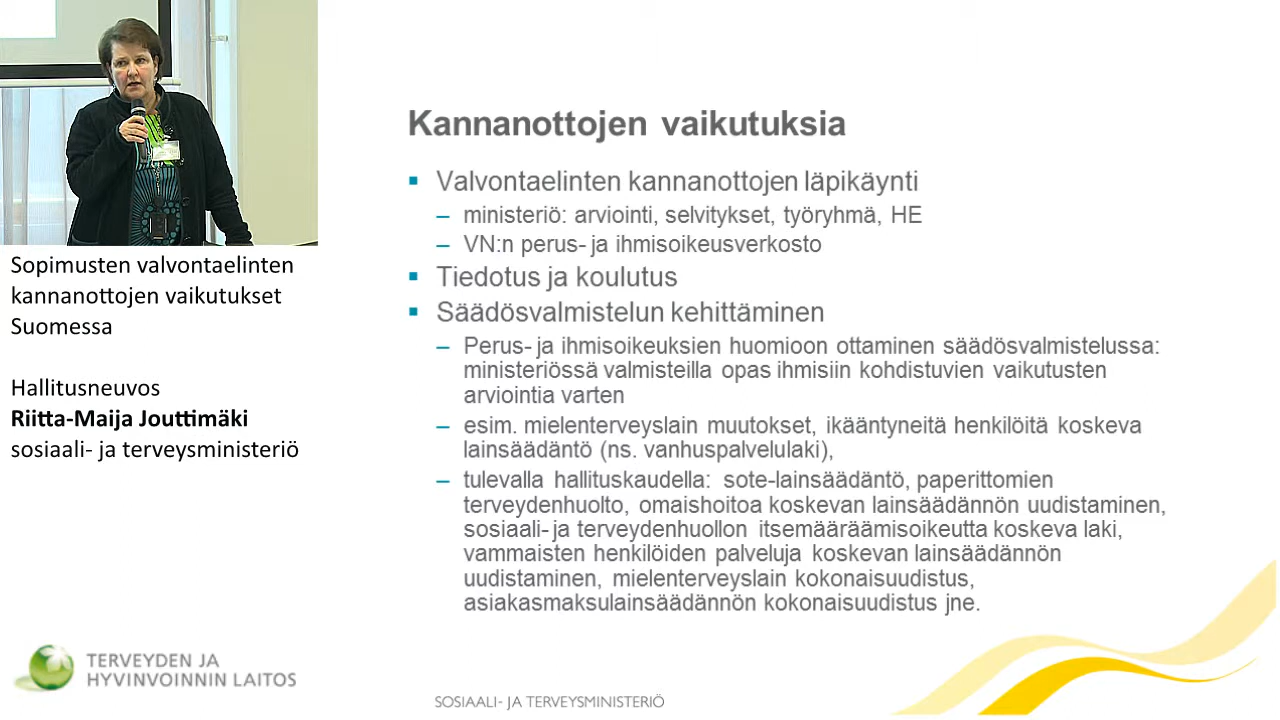 Sopimusten valvontaelinten
kannanottojen vaikutukset
Suomessa
Hallitusneuvos
Riitta-Maija Jouttimäki
sosiaali- ja terveysministeriö
TERVEYDEN JA
HYVINVOINNIN LAITOS
Kannanottojen vaikutuksia
▪ Valvontaelinten kannanottojen läpikäynti
– ministeriö: arviointi, selvitykset, työryhmä, HE
– VN:n perus- ja ihmisoikeusverkosto
▪ Tiedotus ja koulutus
▪ Säädösvalmistelun kehittäminen
– Perus- ja ihmisoikeuksien huomioon ottaminen säädösvalmistelussa:
ministeriössä valmisteilla opas ihmisiin kohdistuvien vaikutusten
arviointia varten
– esim. mielenterveyslain muutokset, ikääntyneitä henkilöitä koskeva
lainsäädäntö (ns. vanhuspalvelulaki),
– tulevalla hallituskaudella: sote-lainsäädäntö, paperittomien
terveydenhuolto, omaishoitoa koskevan lainsäädännön uudistaminen,
sosiaali- ja terveydenhuollon itsemääräämisoikeutta koskeva laki,
vammaisten henkilöiden palveluja koskevan lainsäädännön
uudistaminen, mielenterveyslain kokonaisuudistus,
asiakasmaksulainsäädännön kokonaisuudistus jne.
SOSIAALI- JA TERVEYSMINISTERIÖ